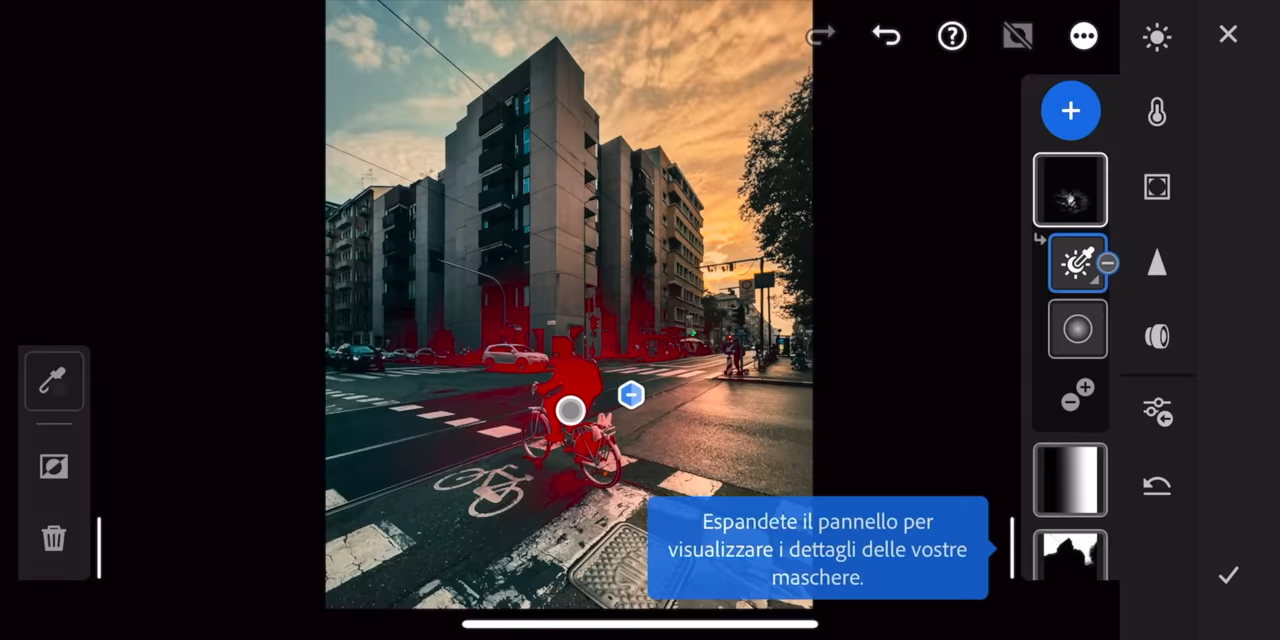 Espandete il pannello per
visualizzare i dettagli delle vostre
maschere.